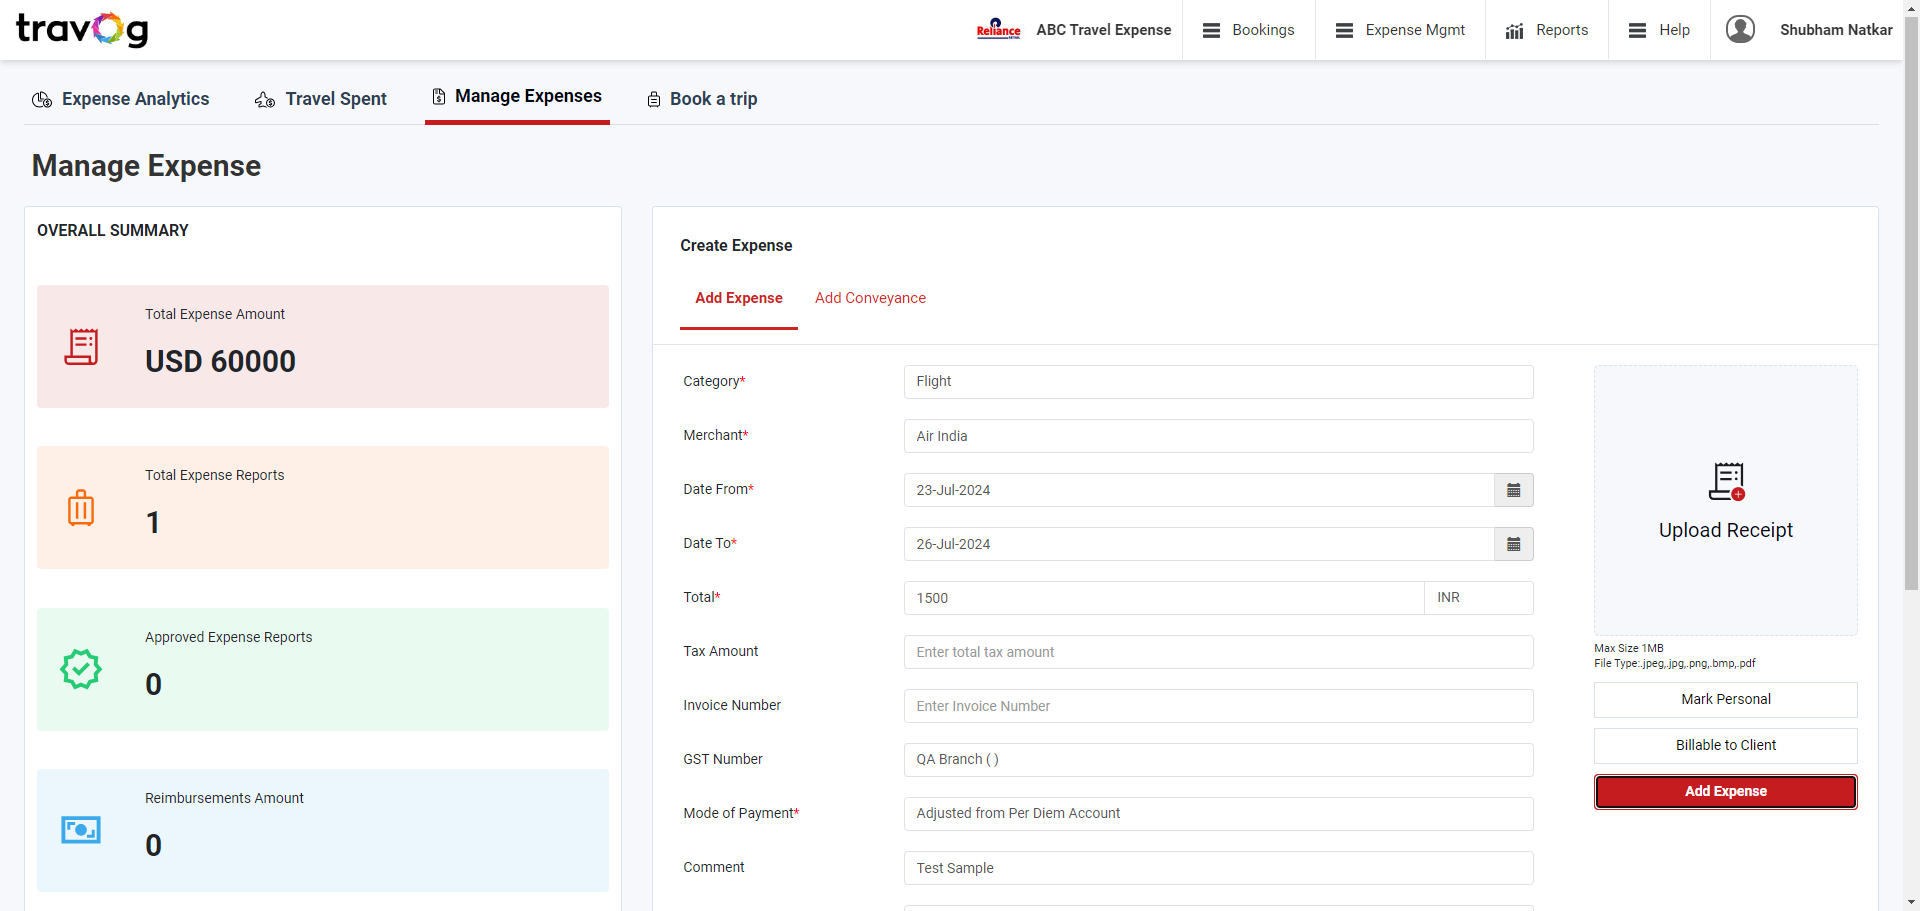 travog
Reliance
ABC Travel Expense
Bookings
Expense Mgmt
Reports
Help
Shubham Natkar
Expense Analytics
Travel Spent
Manage Expenses
Book a trip
Manage Expense
OVERALL SUMMARY
Total Expense Amount
USD 60000
Total Expense Reports
1
Approved Expense Reports
0
Reimbursements Amount
0
Create Expense
Add Expense
Add Conveyance
Category*
Flight
Merchant*
Air India
Date From*
23-Jul-2024
Date To*
26-Jul-2024
Total*
1500
INR
Tax Amount
Enter total tax amount
Invoice Number
Enter Invoice Number
GST Number
QA Branch ( )
Mode of Payment*
Adjusted from Per Diem Account
Comment
Test Sample
Upload Receipt
Max Size 1MB
File Type:.jpeg,.jpg,.png,.bmp,.pdf
Mark Personal
Billable to Client
Add Expense